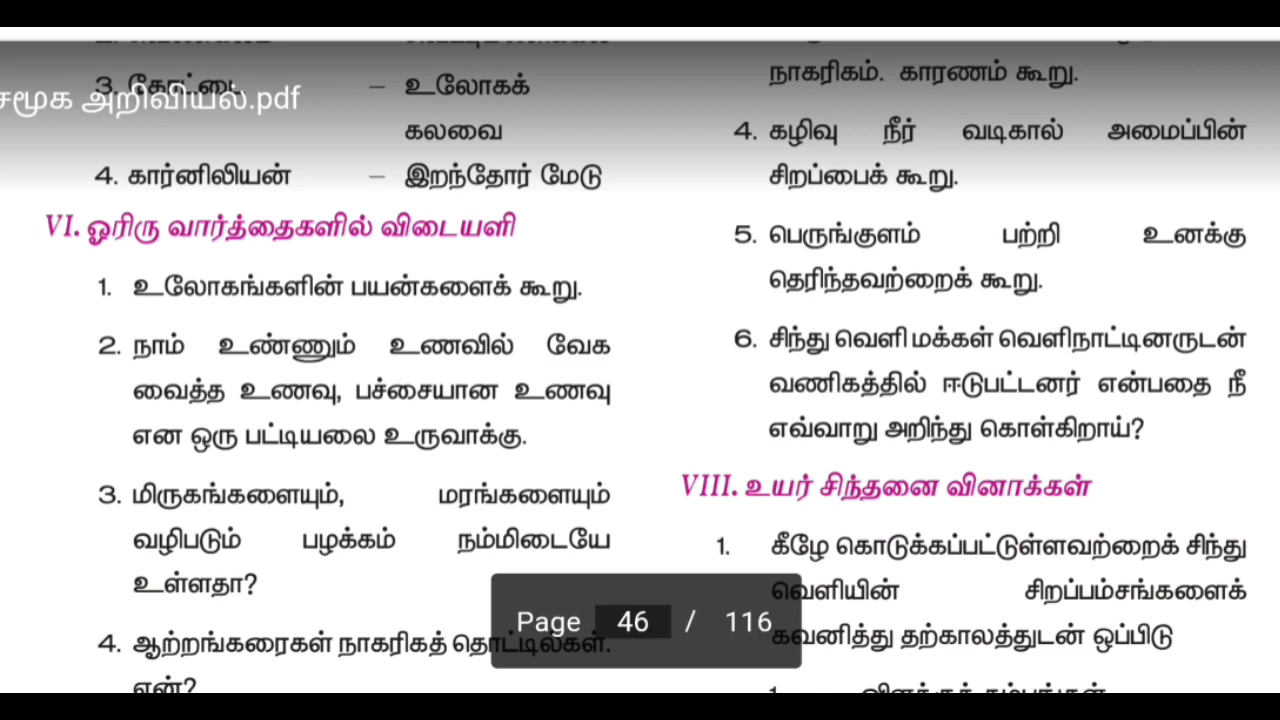 சமூக அறிவியல்.pdf
3. கோட்டை – உலோகக்
கலவை
4. கார்னிலியன் – இறந்தோர் மேடு
VI. ஓரிரு வார்த்தைகளில் விடையளி
1. உலோகங்களின் பயன்களைக் கூறு.
2. நாம் உண்ணும் உணவில் வேக
வைத்த உணவு, பச்சையான உணவு
என ஒரு பட்டியலை உருவாக்கு.
3. மிருகங்களையும், மரங்களையும்
வழிபடும் பழக்கம் நம்மிடையே
உள்ளதா?
4. ஆற்றங்கரைகள் நாகரிகத் தொட்டில்கள்.
ஏன்?
நாகரிகம். காரணம் கூறு.
4. கழிவு நீர் வடிகால் அமைப்பின்
சிறப்பைக் கூறு.
5. பெருங்குளம் பற்றி உனக்கு
தெரிந்தவற்றைக் கூறு.
6. சிந்து வெளி மக்கள் வெளிநாட்டினருடன்
வணிகத்தில் ஈடுபட்டனர் என்பதை நீ
எவ்வாறு அறிந்து கொள்கிறாய்?
VIII. உயர் சிந்தனை வினாக்கள்
1. கீழே கொடுக்கப்பட்டுள்ளவற்றைக் சிந்து
வெளியின் சிறப்பம்சங்களைக்
கவனித்து தற்காலத்துடன் ஒப்பிடு
Page 46 / 116